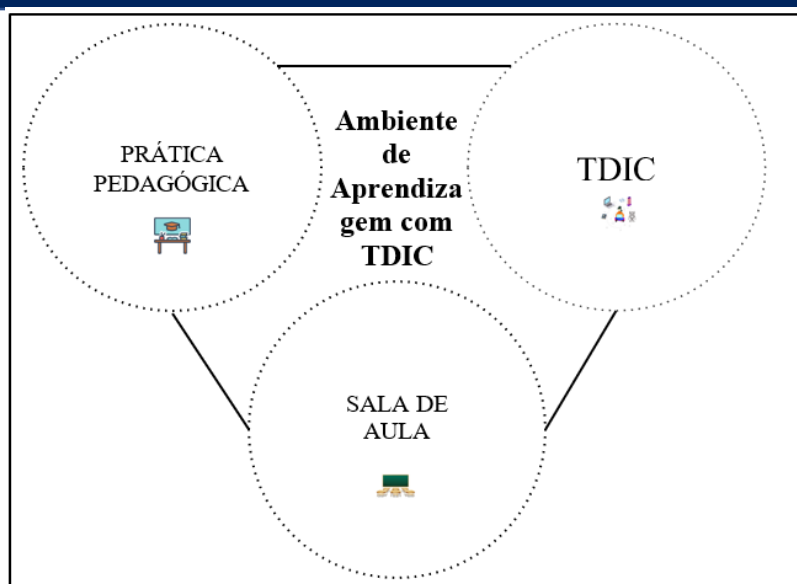 PRÁTICA
PEDAGÓGICA
Ambiente
de
Aprendiza
gem com
TDIC
TDIC
SALA DE
AULA